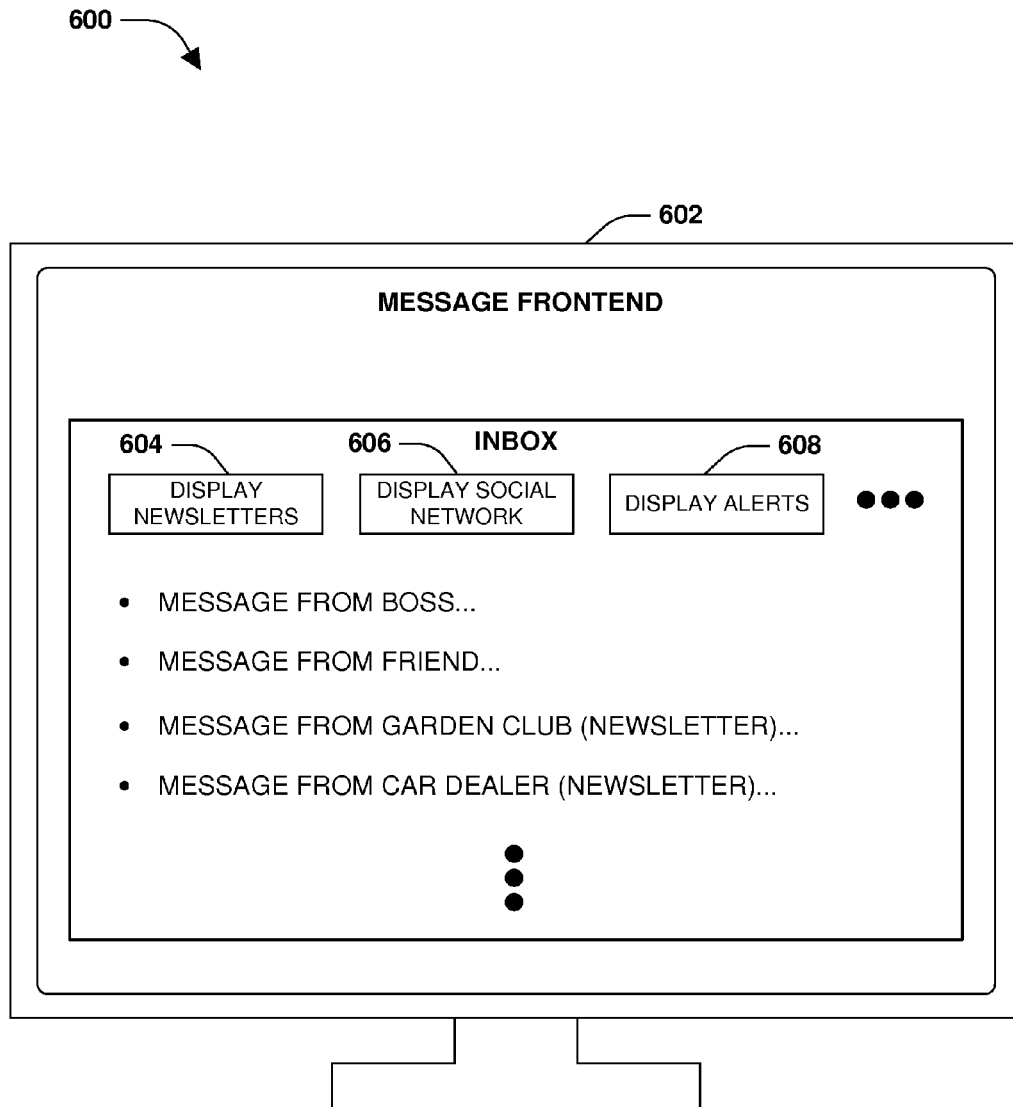 600
602
MESSAGE FRONTEND
604
606
INBOX
608
DISPLAY
NEWSLETTERS
DISPLAY SOCIAL
NETWORK
DISPLAY ALERTS
• MESSAGE FROM BOSS...
• MESSAGE FROM FRIEND...
• MESSAGE FROM GARDEN CLUB (NEWSLETTER)...
• MESSAGE FROM CAR DEALER (NEWSLETTER)...